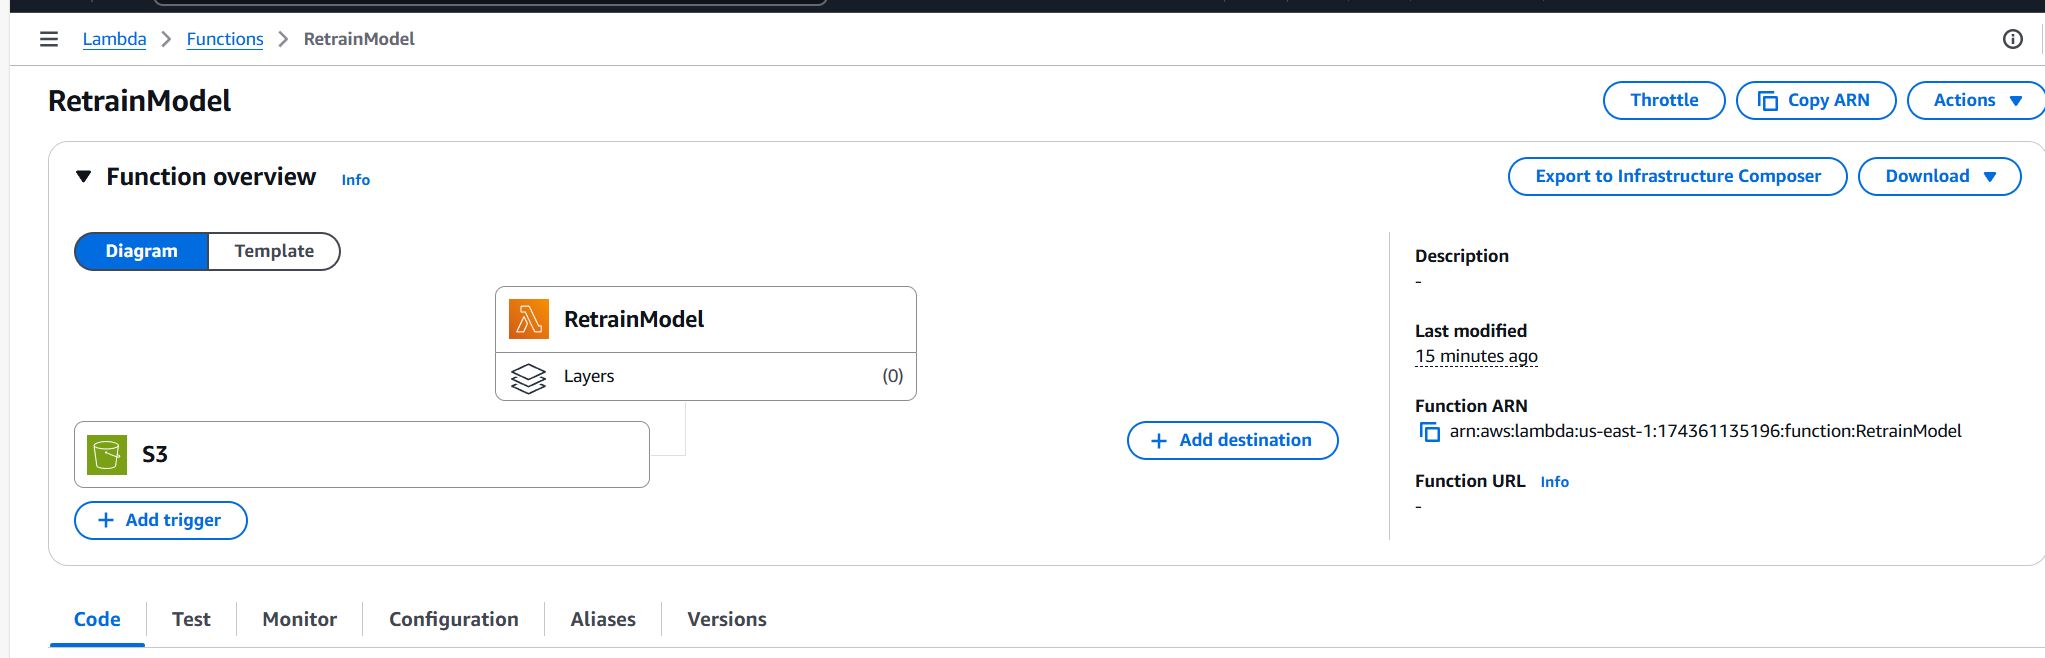 Lambda > Functions > RetrainModel
RetrainModel
Throttle
Copy ARN
Actions
Function overview Info
Export to Infrastructure Composer
Download
Diagram
Template
RetrainModel
Layers (0)
S3
+ Add trigger
+ Add destination
Description
-
Last modified
15 minutes ago
Function ARN
arn:aws:lambda:us-east-1:174361135196:function:RetrainModel
Function URL Info
-
Code
Test
Monitor
Configuration
Aliases
Versions